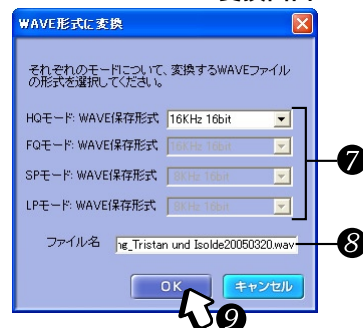 WAVE形式に変換
それぞれのモードについて、変換するWAVEファイル
の形式を選択してください。
HQモード: WAVE保存形式 16KHz 16bit
FQモード: WAVE保存形式 16KHz 16bit
SPモード: WAVE保存形式 8KHz 16bit
LPモード: WAVE保存形式 8KHz 16bit
7
ファイル名 ng_Tristan und Isolde20050320.wav
8
OK キャンセル
9